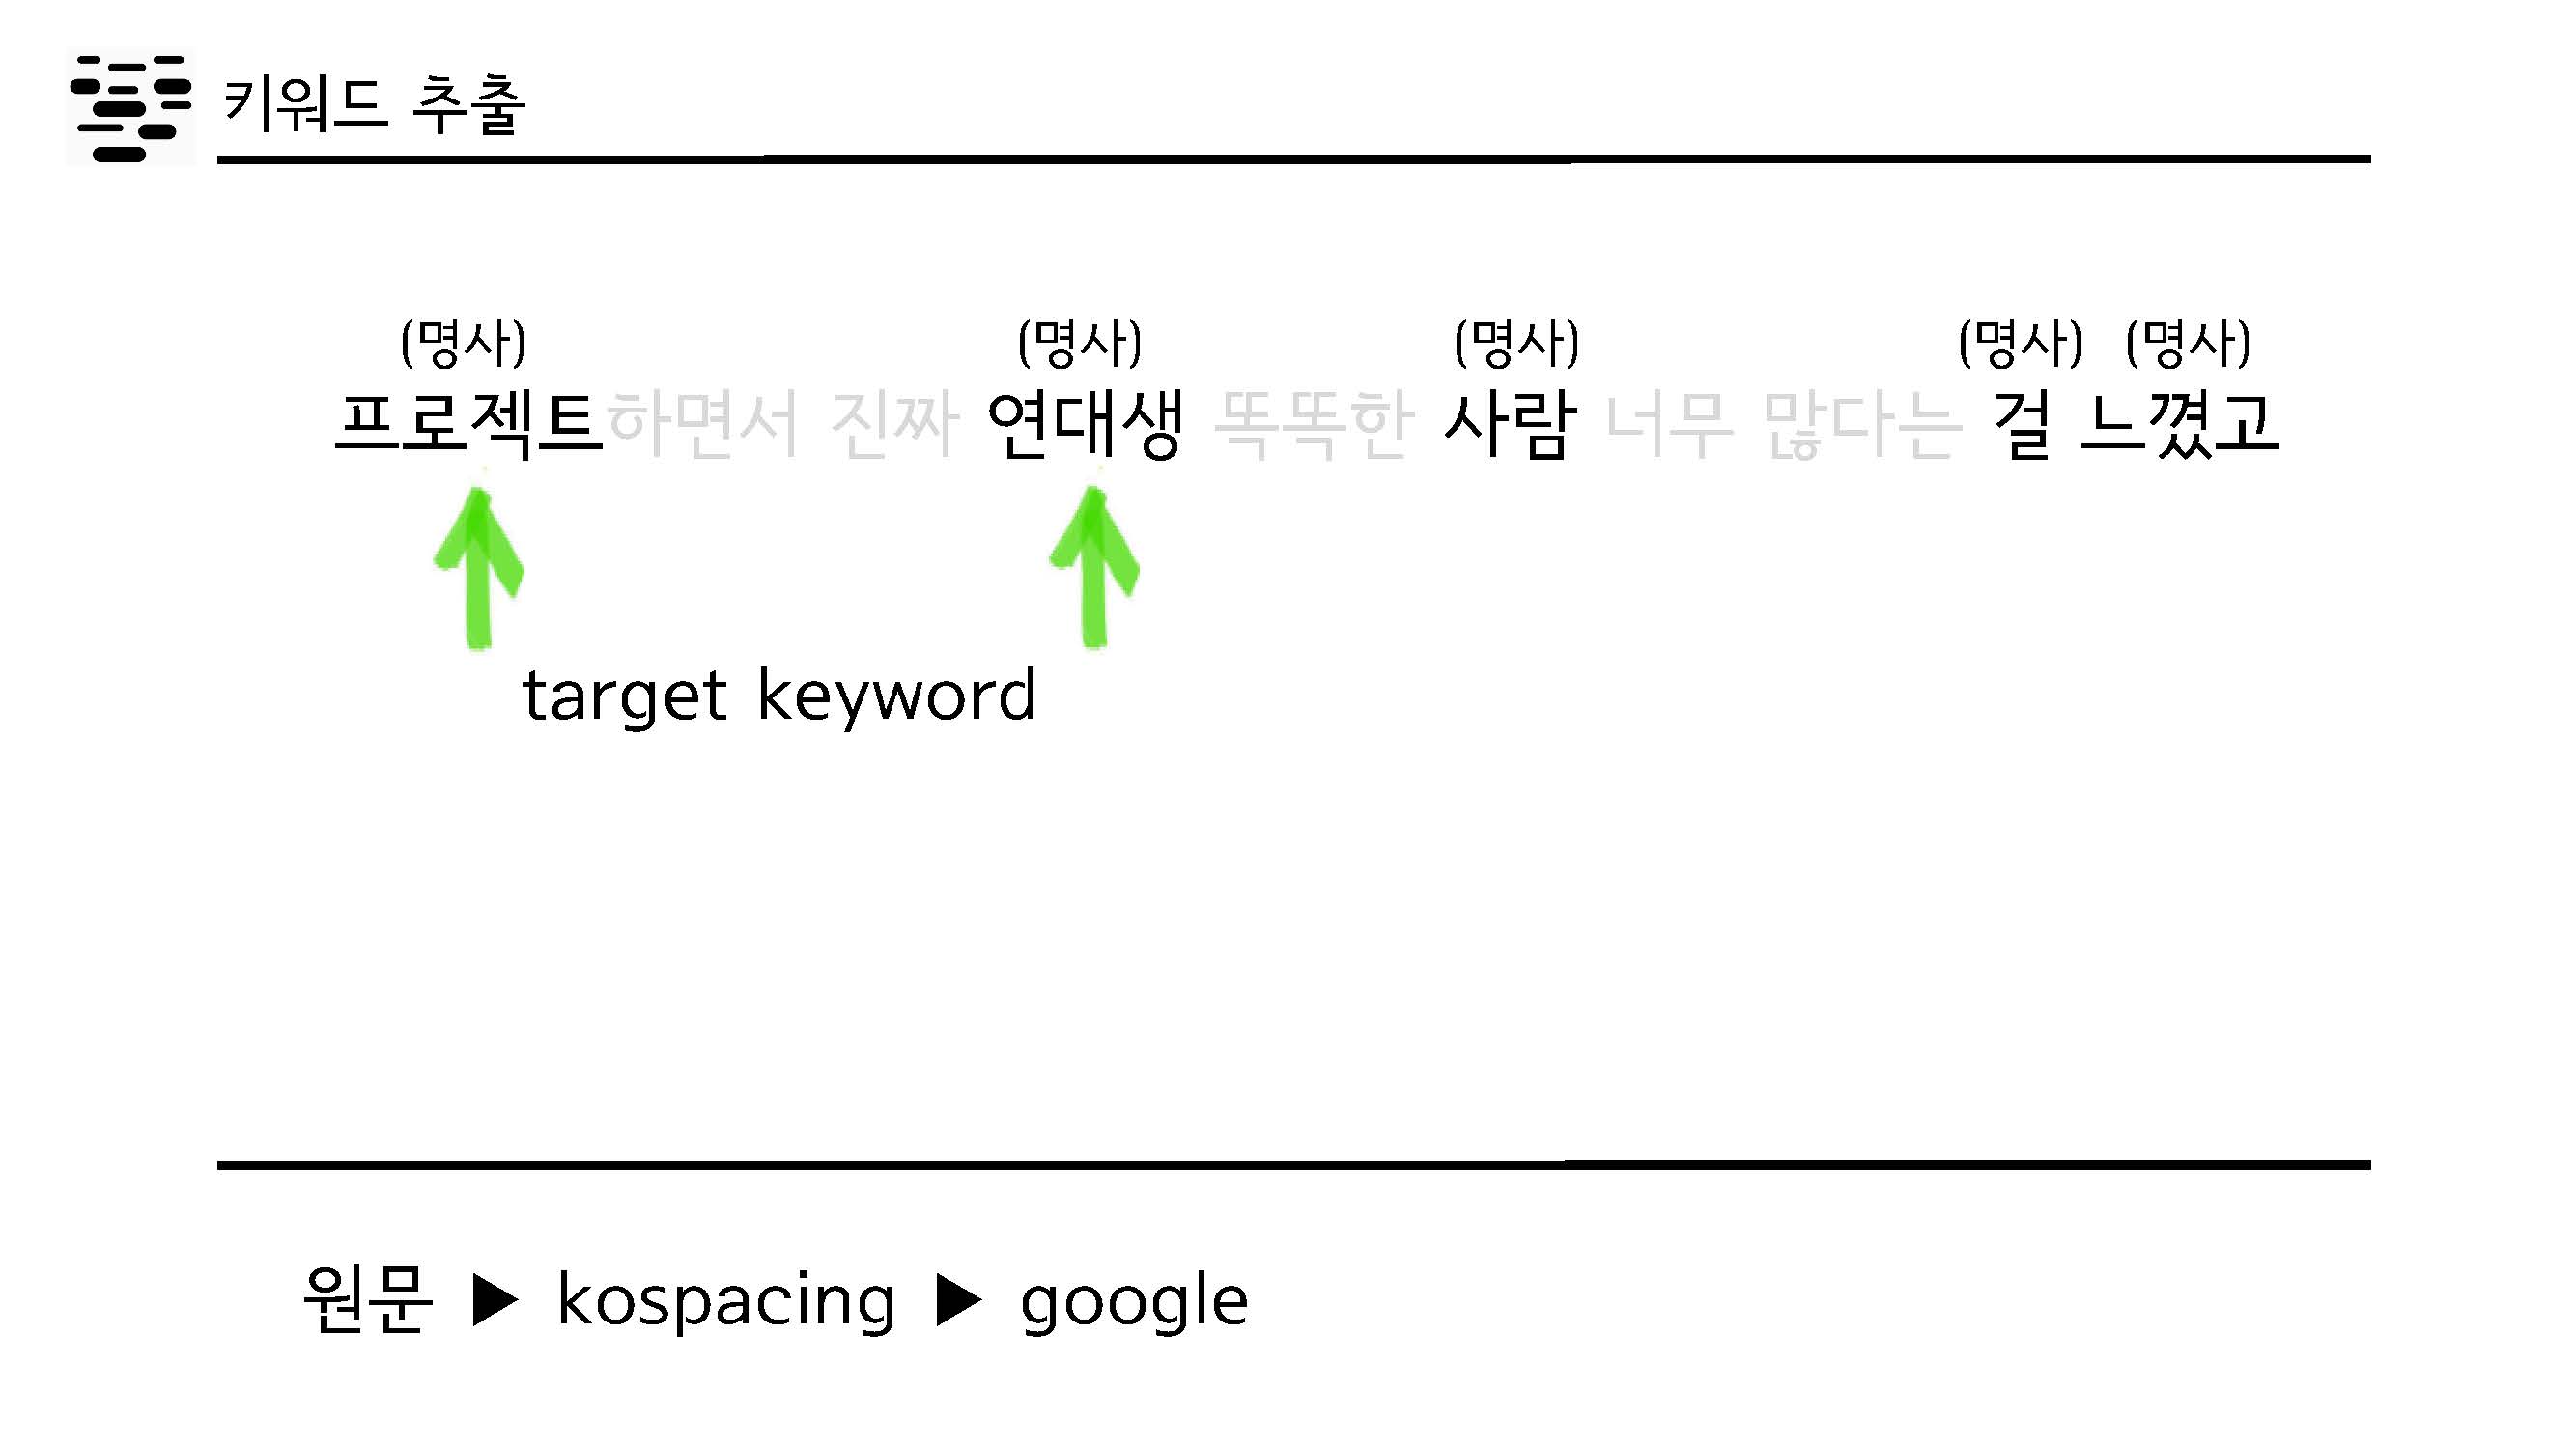 키워드 추출
(명사) (명사) (명사) (명사) (명사)
프로젝트하면서 진짜 연대생 똑똑한 사람 너무 많다는 걸 느꼈고
target keyword
원문 ▶ kospacing ▶ google